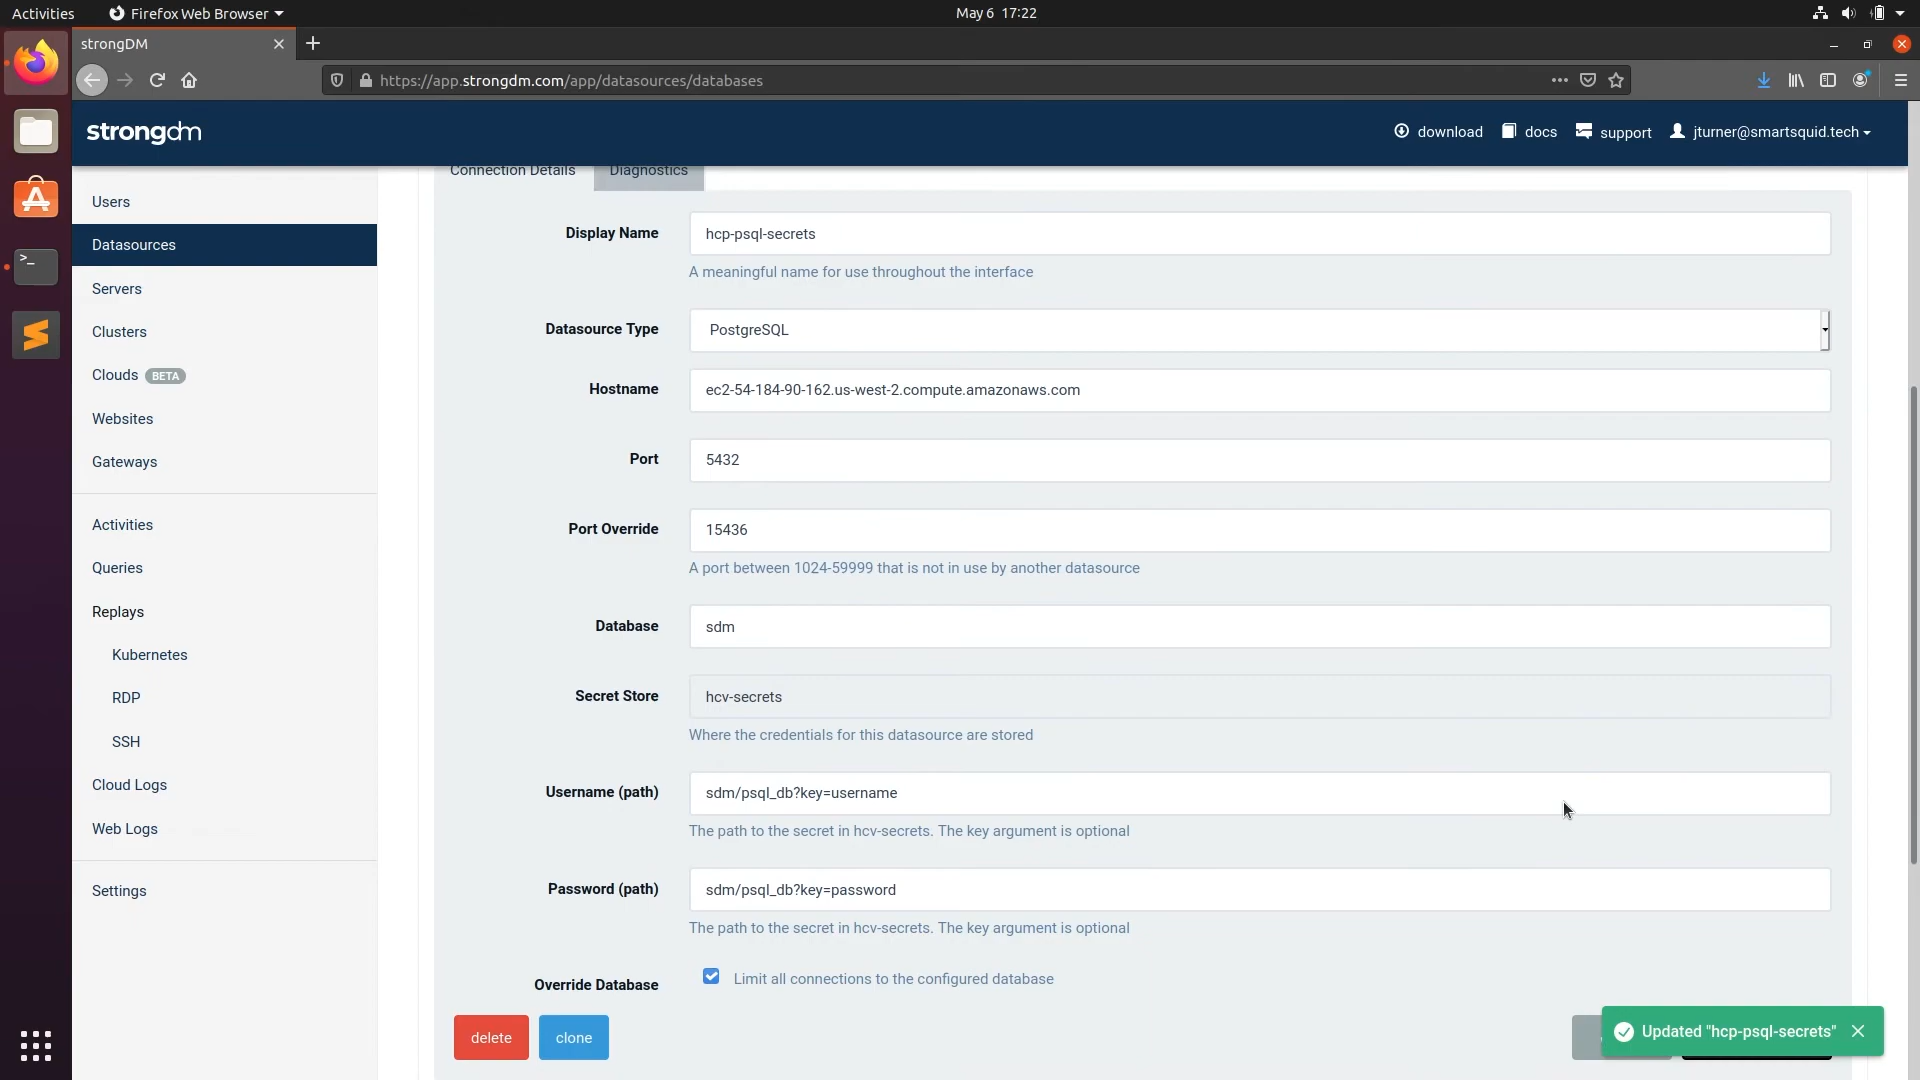 Activities
Firefox Web Browser
May 6 17:22
strongDM
https://app.strongdm.com/app/datasources/databases
strongdm
download
docs
support
jturner@smartsquid.tech
Users
Datasources
Servers
Clusters
Clouds BETA
Websites
Gateways
Activities
Queries
Replays
Kubernetes
RDP
SSH
Cloud Logs
Web Logs
Settings
Connection Details
Diagnostics
Display Name
hcp-psql-secrets
A meaningful name for use throughout the interface
Datasource Type
PostgreSQL
Hostname
ec2-54-184-90-162.us-west-2.compute.amazonaws.com
Port
5432
Port Override
15436
A port between 1024-59999 that is not in use by another datasource
Database
sdm
Secret Store
hcv-secrets
Where the credentials for this datasource are stored
Username (path)
sdm/psql_db?key=username
The path to the secret in hcv-secrets. The key argument is optional
Password (path)
sdm/psql_db?key=password
The path to the secret in hcv-secrets. The key argument is optional
Override Database
Limit all connections to the configured database
delete
clone
Updated "hcp-psql-secrets"